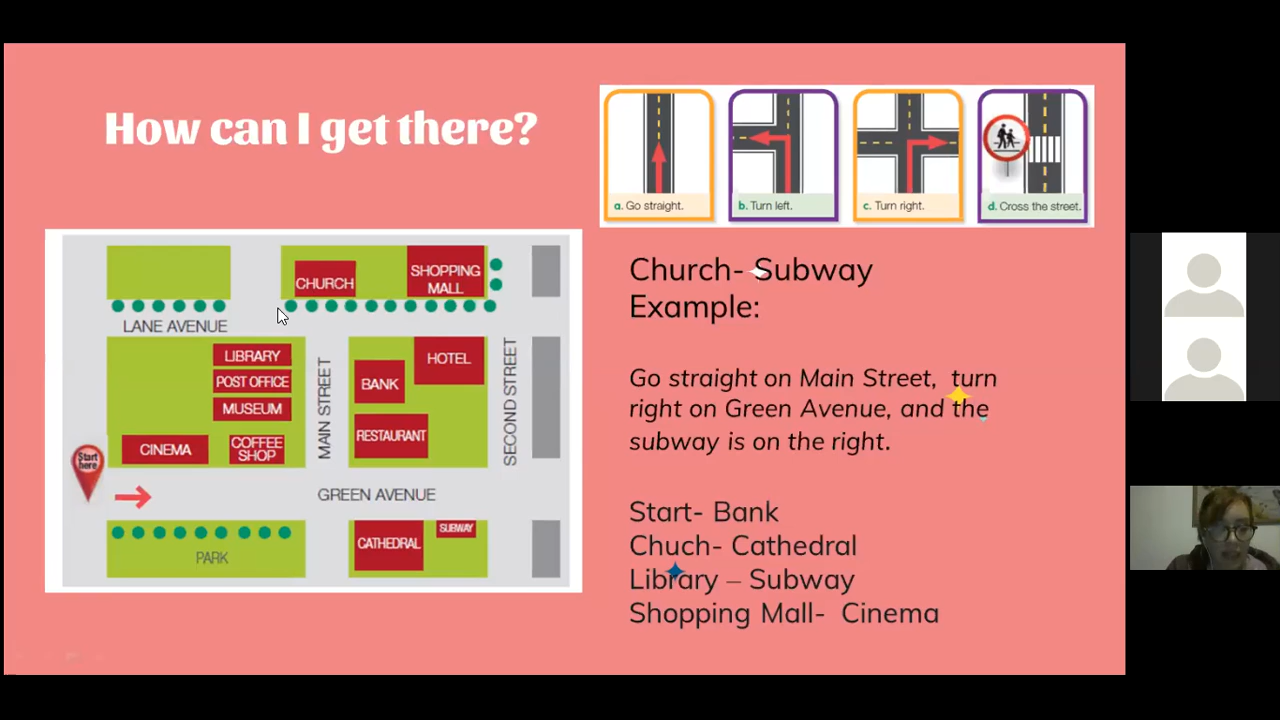 How can I get there?
a. Go straight.
b. Turn left.
c. Turn right.
d. Cross the street.
CHURCH
SHOPPING
MALL
LANE AVENUE
LIBRARY
POST OFFICE
MUSEUM
CINEMA
COFFEE
SHOP
MAIN STREET
BANK
HOTEL
RESTAURANT
SECOND STREET
Start
here
GREEN AVENUE
PARK
CATHEDRAL
SUBWAY
Church- Subway
Example:
Go straight on Main Street, turn
right on Green Avenue, and the
subway is on the right.
Start- Bank
Chuch- Cathedral
Library – Subway
Shopping Mall- Cinema